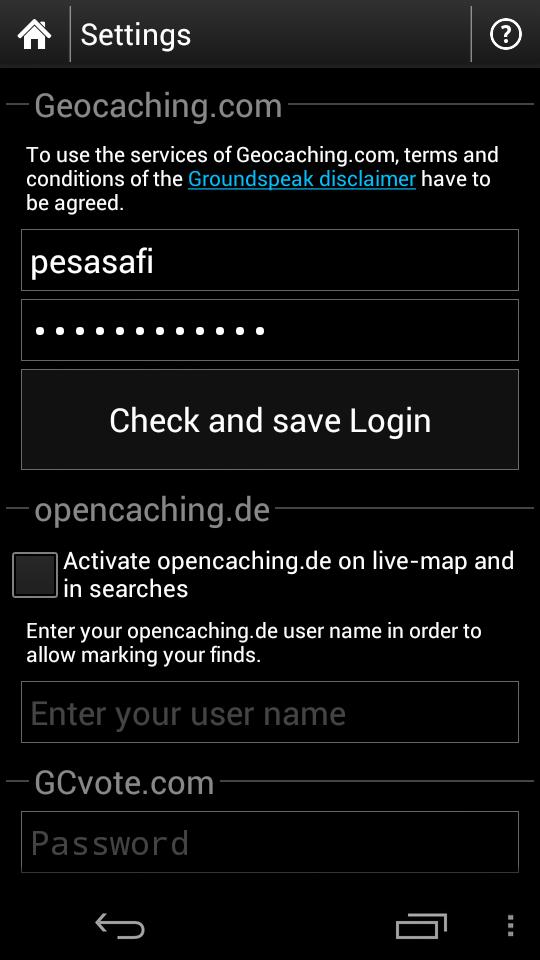 Settings
Geocaching.com
To use the services of Geocaching.com, terms and
conditions of the Groundspeak disclaimer have to
be agreed.
pesasafi
Check and save Login
opencaching.de
Activate opencaching.de on live-map and
in searches
Enter your opencaching.de user name in order to
allow marking your finds.
Enter your user name
GCvote.com
Password